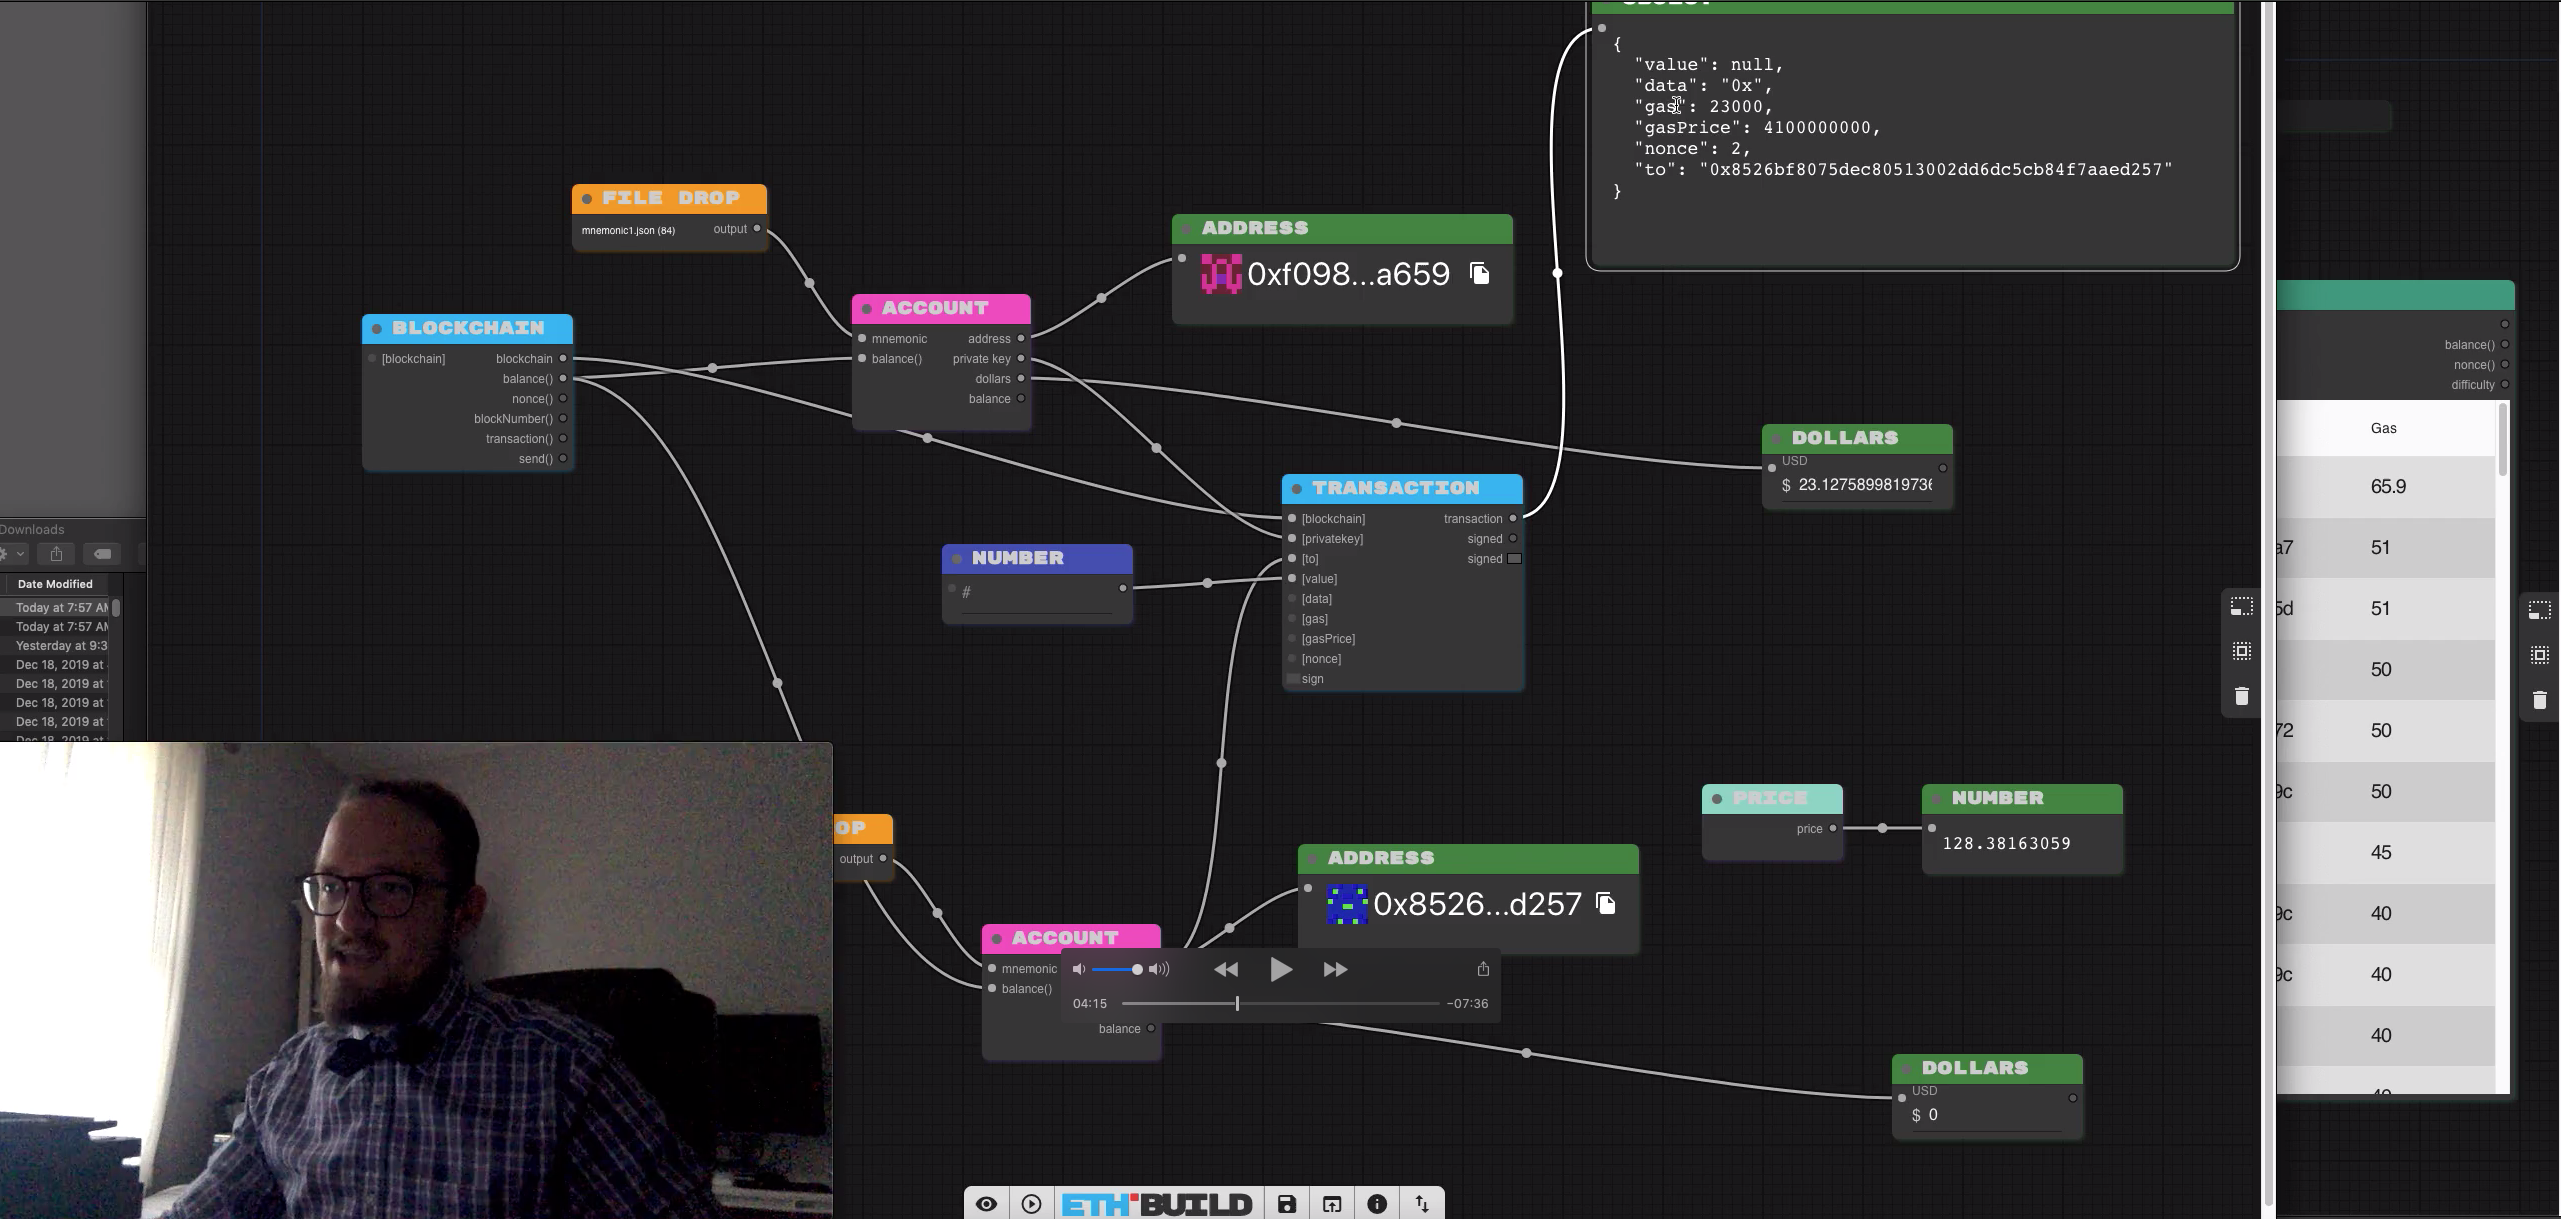 {
"value": null,
"data": "0x",
"gas": 23000,
"gasPrice": 4100000000,
"nonce": 2,
"to": "0x8526bf8075dec80513002dd6dc5cb84f7aaed257"
}
FILE DROP
mnemonic1.json (84) output
ADDRESS
0xf098...a659
ACCOUNT
mnemonic address
balance() private key
dollars
balance
BLOCKCHAIN
[blockchain] blockchain
balance()
nonce()
blockNumber()
transaction()
send()
balance()
nonce()
difficulty
DOLLARS
USD
$ 23.127589981973
TRANSACTION
[blockchain] transaction
[privatekey] signed
[to] signed
[value]
[data]
[gas]
[gasPrice]
[nonce]
sign
NUMBER
#
Gas
65.9
a7 51
5d 51
50
72 50
9c 50
45
9c 40
9c 40
40
Downloads
Date Modified
Today at 7:57 AM
Today at 7:57 AM
Yesterday at 9:3
Dec 18, 2019 at
Dec 18, 2019 at
Dec 18, 2019 at
Dec 18, 2019 at
Dec 18, 2019 at
PRICE
price
NUMBER
128.38163059
OP
output
ADDRESS
0x8526...d257
ACCOUNT
mnemonic
balance()
balance
04:15 -07:36
DOLLARS
USD
$ 0
ETH BUILD